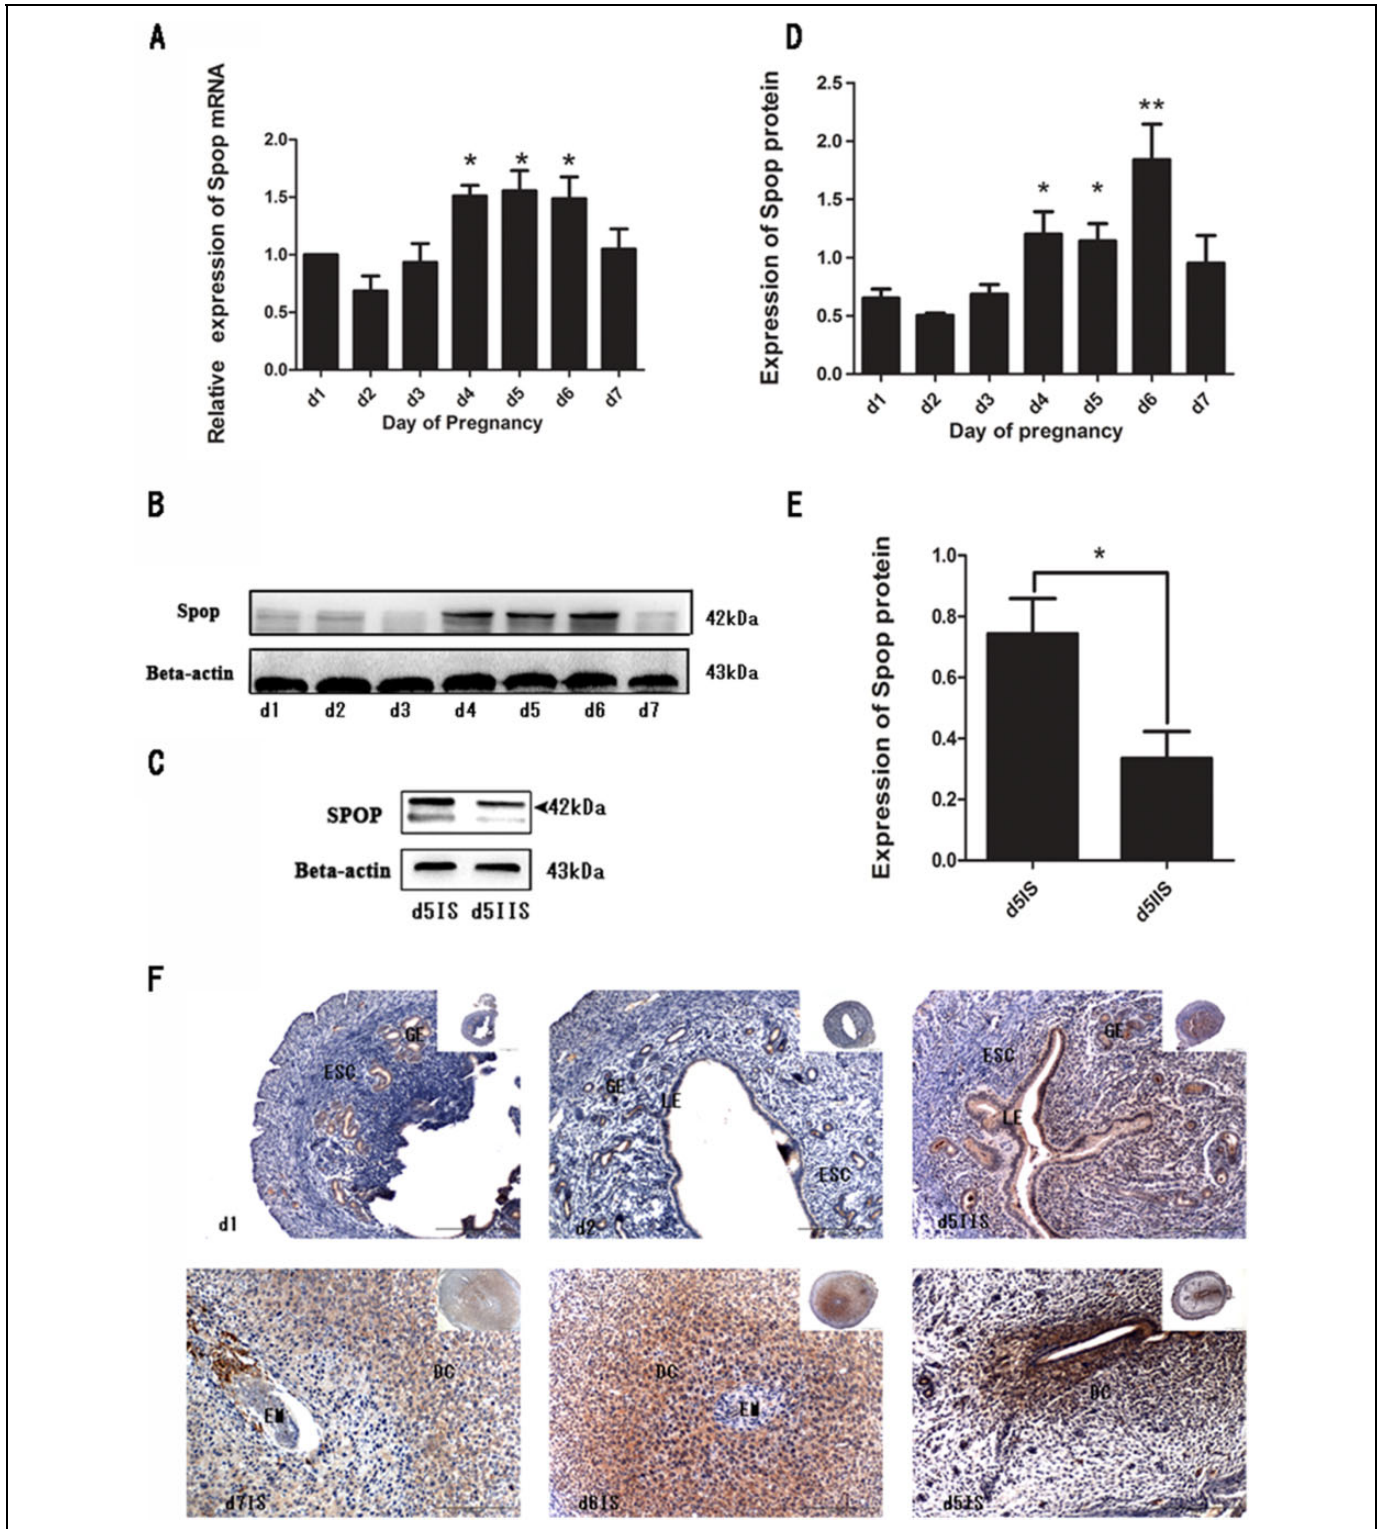 A
Relative expression of Spop mRNA
2.0
1.5
1.0
0.5
0.0
* * *
d1 d2 d3 d4 d5 d6 d7
Day of Pregnancy
D
Expression of Spop protein
2.5
2.0
1.5
1.0
0.5
0.0
* * **
d1 d2 d3 d4 d5 d6 d7
Day of pregnancy
B
Spop 42kDa
Beta-actin 43kDa
d1 d2 d3 d4 d5 d6 d7
C
SPOP 42kDa
Beta-actin 43kDa
d5IS d5IIS
E
Expression of Spop protein
1.0
0.8
0.6
0.4
0.2
0.0
*
d5IS d5IIS
F
GE
ESC
d1
GE
LE
ESC
d2
GE
ESC
LE
d5IIS
DC
EM
d7IS
DC
EM
d6IS
DC
d5IS